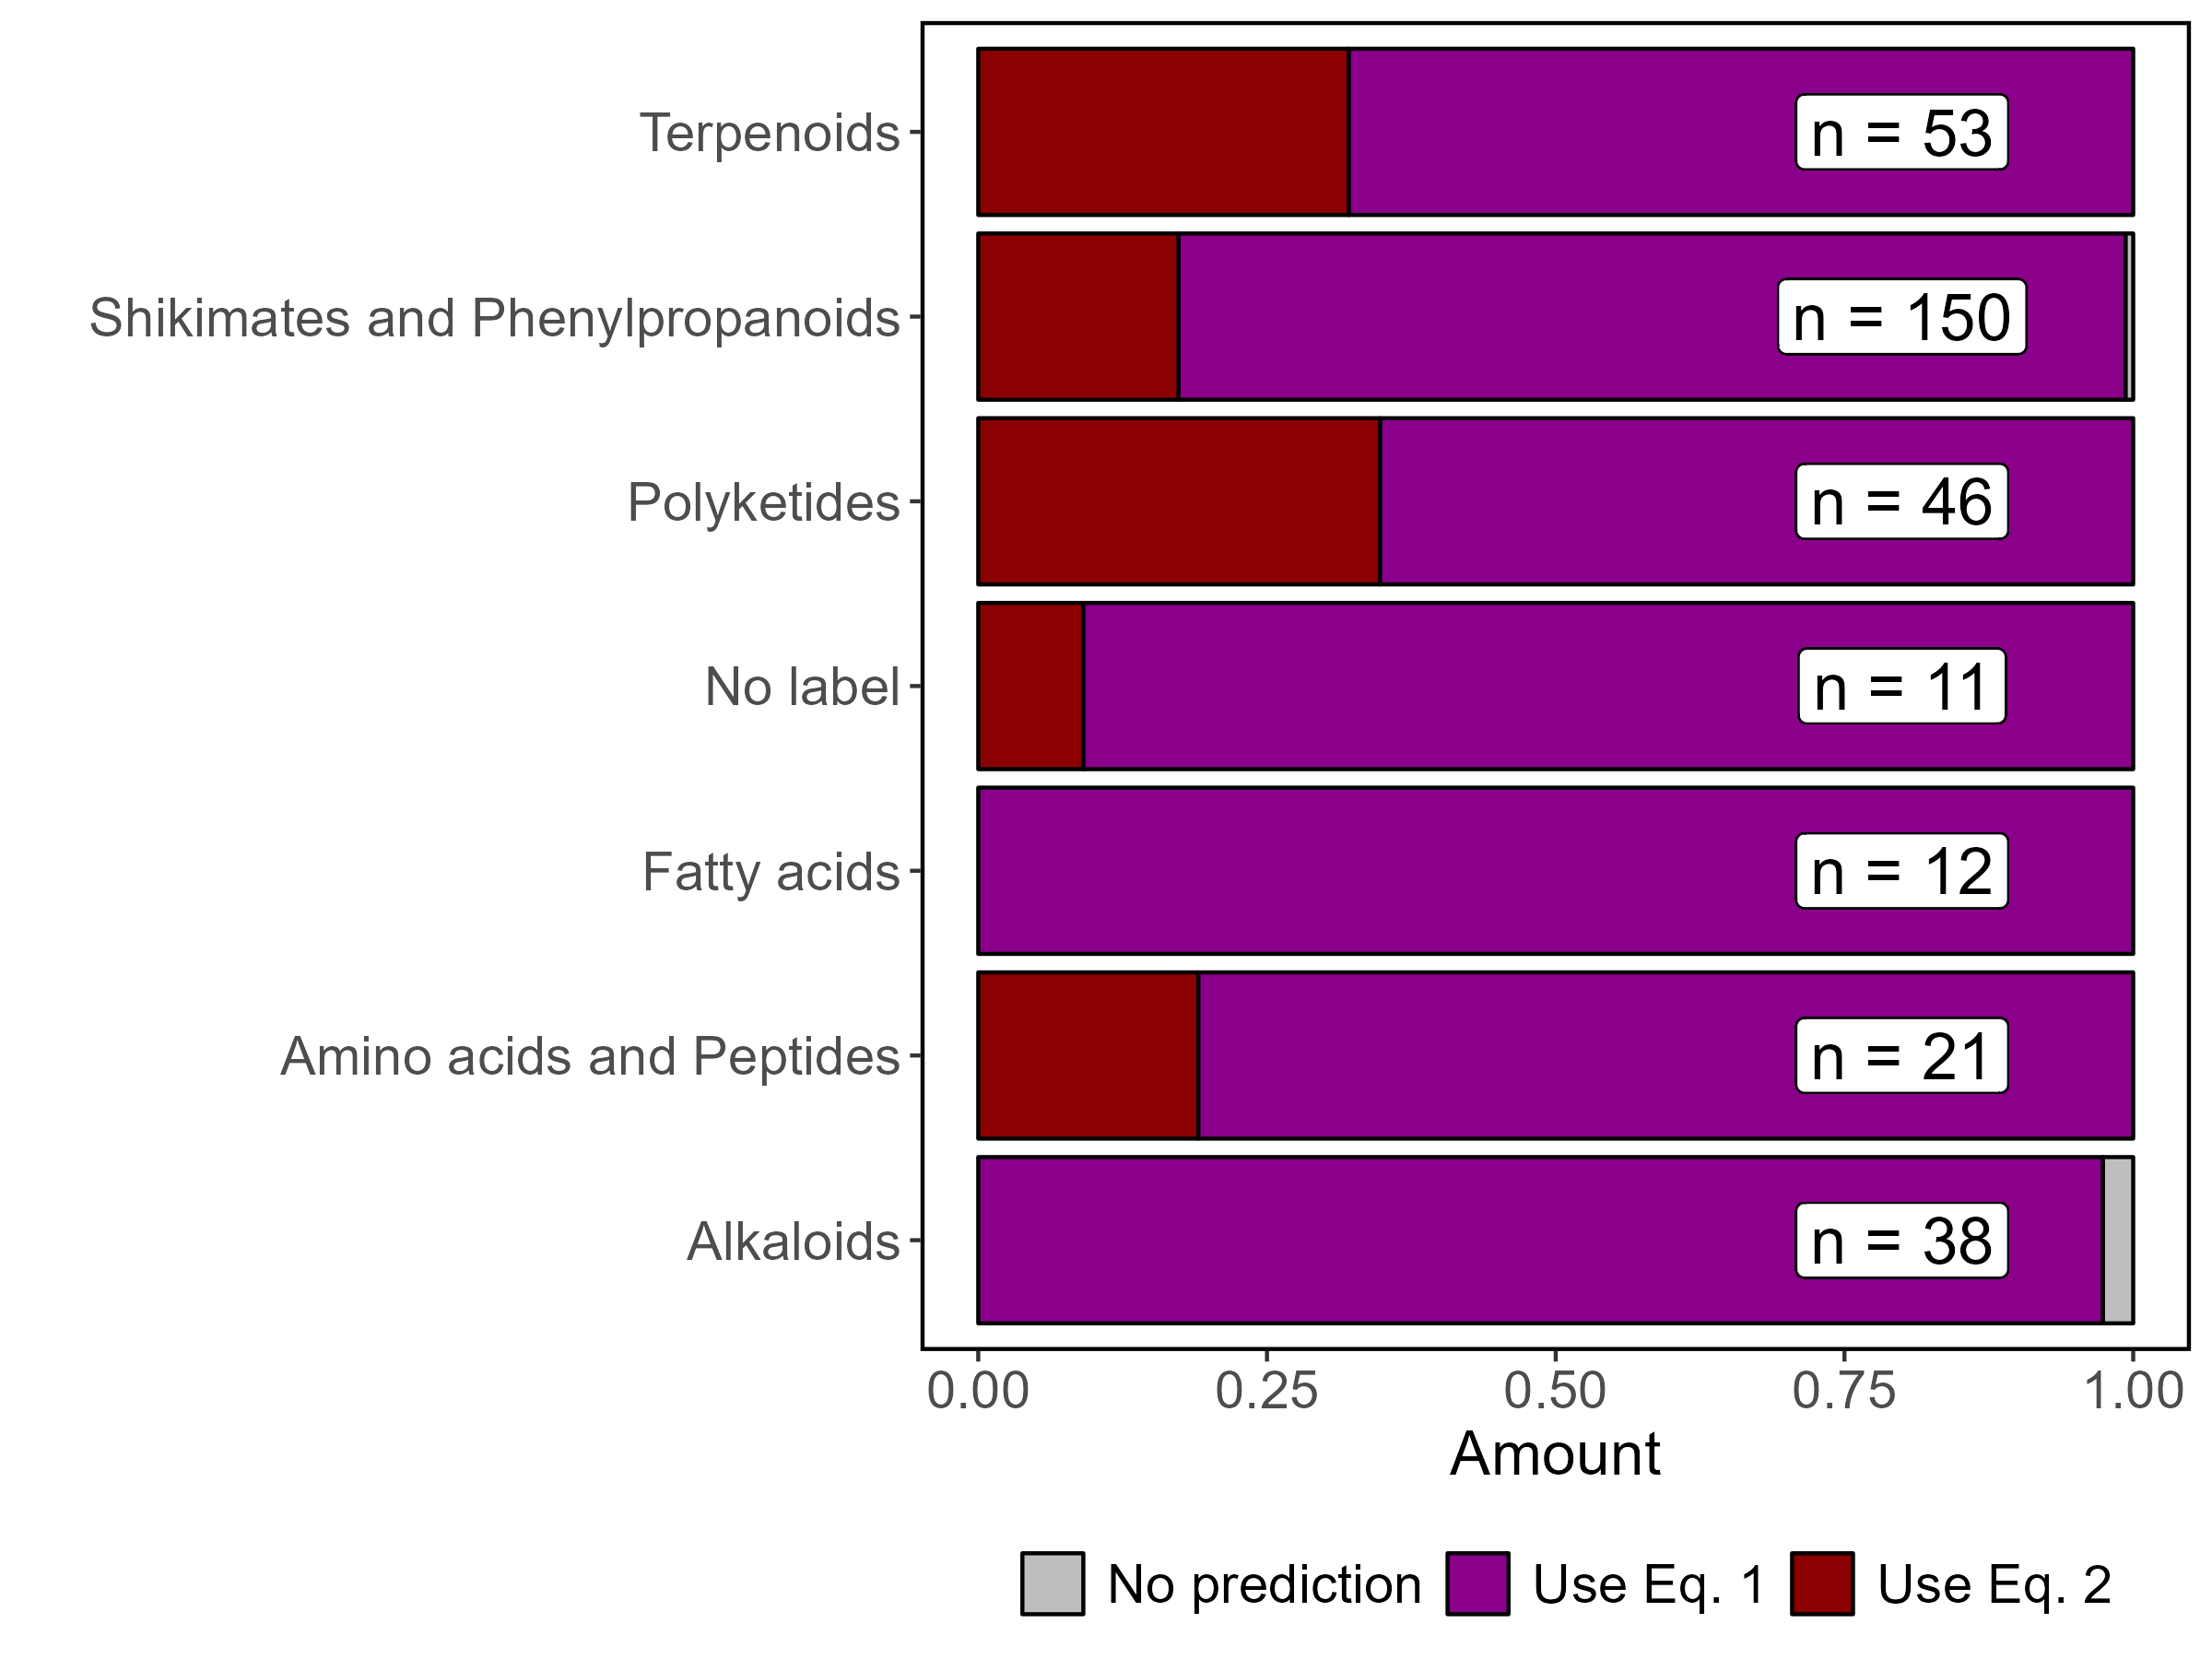 Terpenoids
n = 53
Shikimates and Phenylpropanoids
n = 150
Polyketides
n = 46
No label
n = 11
Fatty acids
n = 12
Amino acids and Peptides
n = 21
Alkaloids
n = 38
0.00 0.25 0.50 0.75 1.00
Amount
No prediction Use Eq. 1 Use Eq. 2